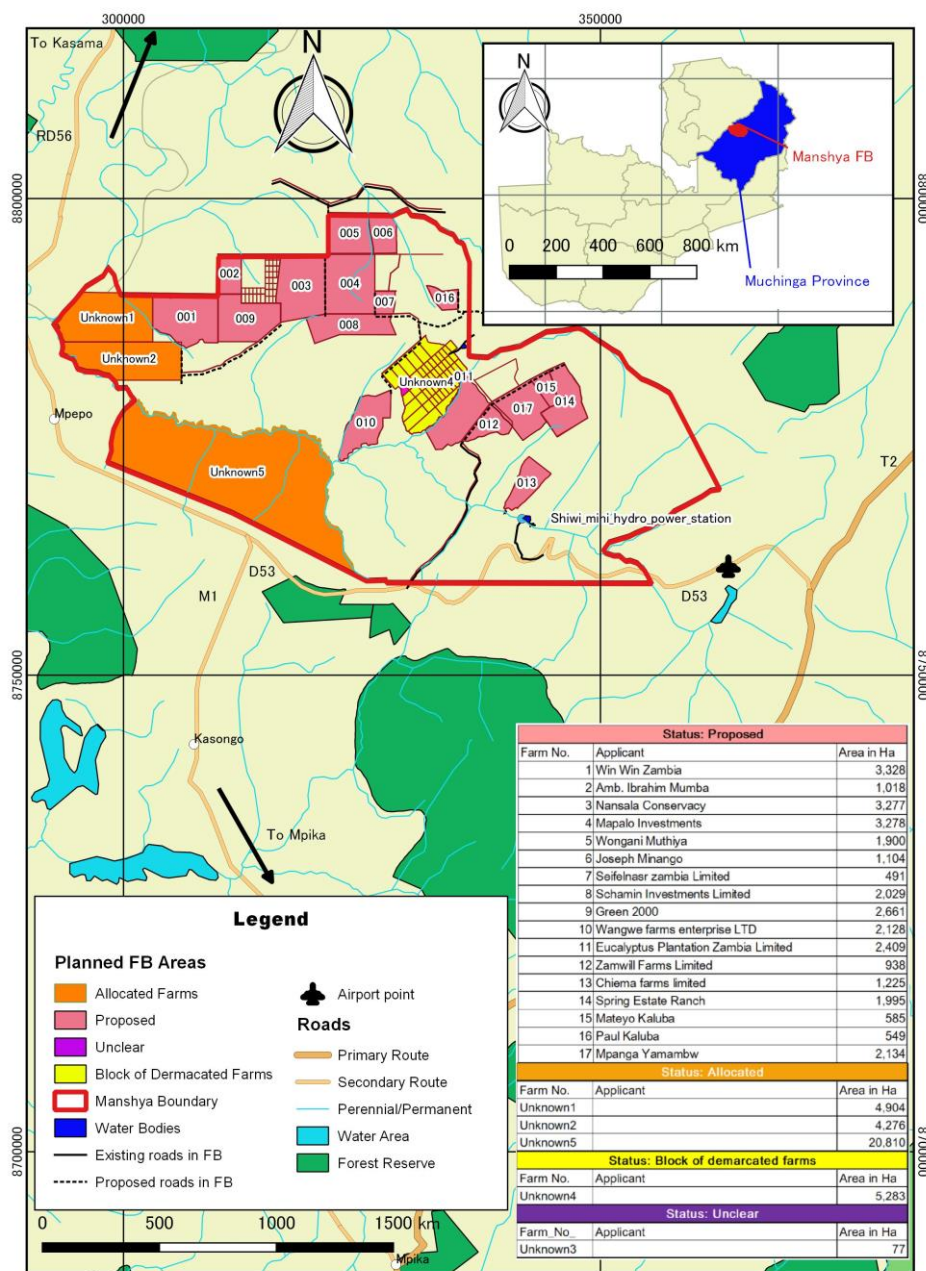 300000
350000
To Kasama
N
RD56
N
Manshya FB
8800000
8800000
0 200 400 600 800 km
Muchinga Province
005
006
002
003
004
007
016
Unknown1
001
009
008
Unknown2
Unknown4
011
015
014
017
012
010
Mpepo
Unknown5
013
T2
Shiwi_mini_hydro_power_station
D53
M1
D53
8750000
8750000
Kasongo
To Mpika
Status: Proposed
Farm No. Applicant Area in Ha
1 Win Win Zambia 3,328
2 Amb. Ibrahim Mumba 1,018
3 Nansala Conservacy 3,277
4 Mapalo Investments 3,278
5 Wongani Muthiya 1,900
6 Joseph Minango 1,104
7 Seifelnasr zambia Limited 491
8 Schamin Investments Limited 2,029
9 Green 2000 2,661
10 Wangwe farms enterprise LTD 2,128
11 Eucalyptus Plantation Zambia Limited 2,409
12 Zamwill Farms Limited 938
13 Chiema farms limited 1,225
14 Spring Estate Ranch 1,995
15 Mateyo Kaluba 585
16 Paul Kaluba 549
17 Mpanga Yamambw 2,134
Status: Allocated
Farm No. Applicant Area in Ha
Unknown1 4,904
Unknown2 4,276
Unknown5 20,810
Status: Block of demarcated farms
Farm No. Applicant Area in Ha
Unknown4 5,283
Status: Unclear
Farm_No_ Applicant Area in Ha
Unknown3 77
Legend
Planned FB Areas
Allocated Farms
Proposed
Unclear
Block of Dermacated Farms
Manshya Boundary
Water Bodies
Existing roads in FB
Proposed roads in FB
Airport point
Roads
Primary Route
Secondary Route
Perennial/Permanent
Water Area
Forest Reserve
8700000
8700000
0 500 1000 1500 km
Mpika